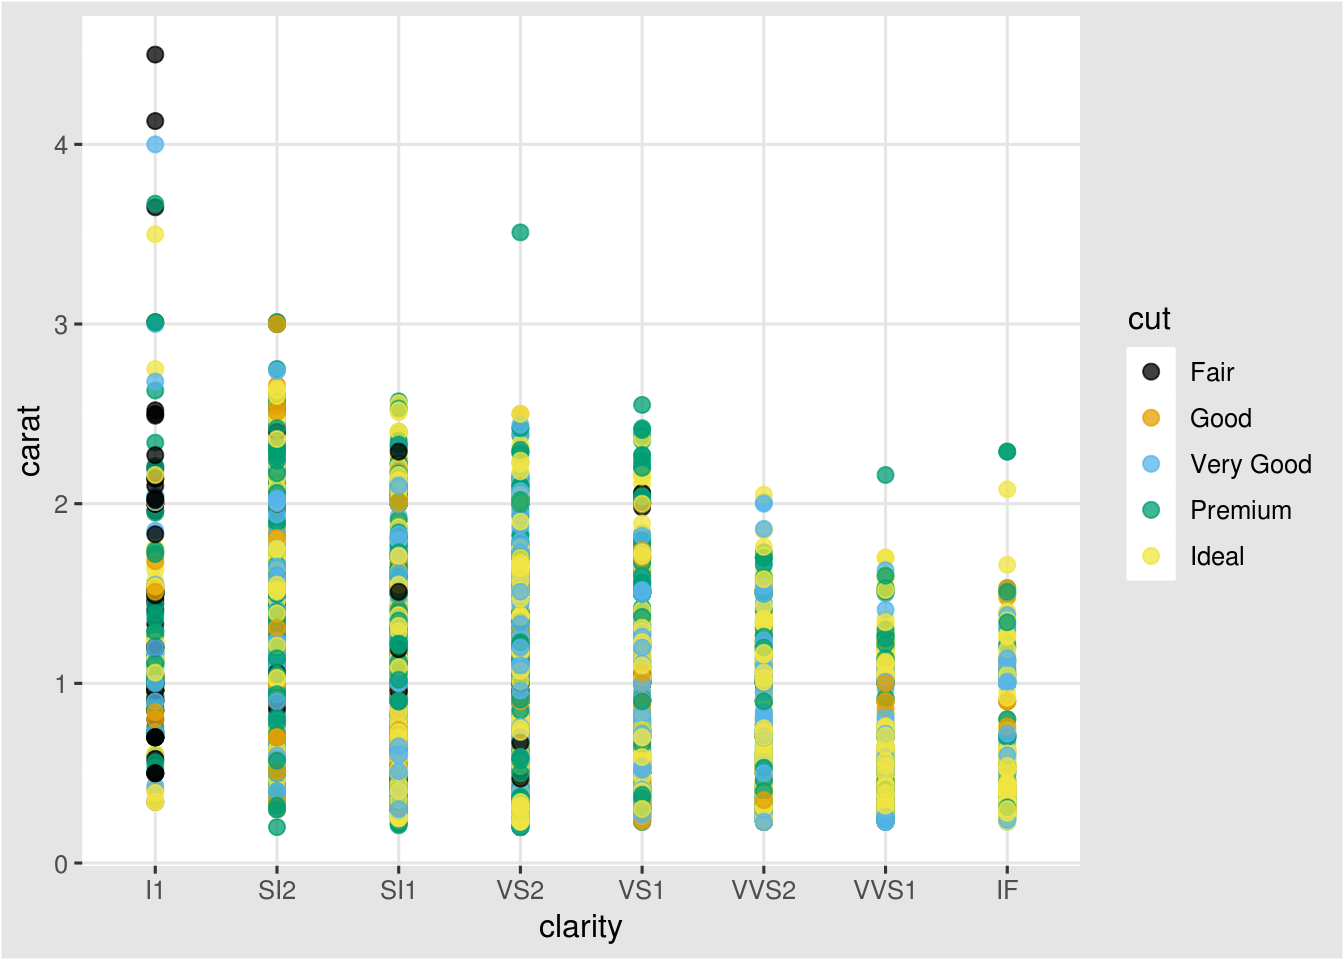 4
3
2
1
0
carat
I1 SI2 SI1 VS2 VS1 VVS2 VVS1 IF
clarity
cut
Fair
Good
Very Good
Premium
Ideal